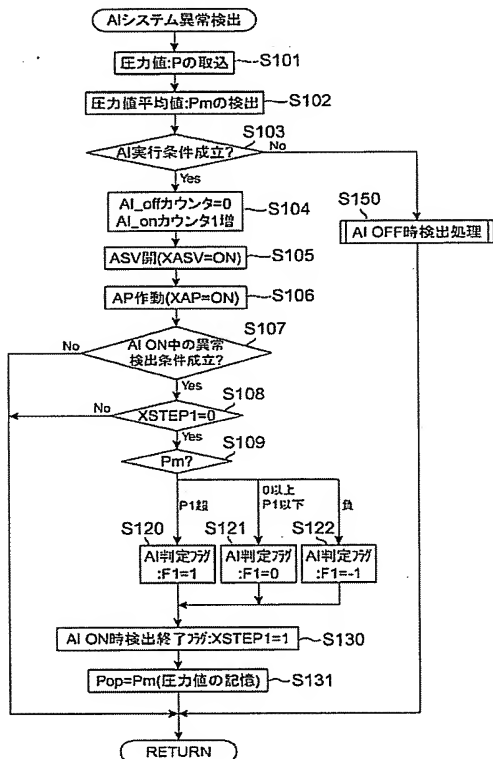 AIシステム異常検出
圧力値:Pの取込
S101
圧力値平均値:Pmの検出
S102
S103
AI実行条件成立?
No
Yes
AI_offカウンタ=0
AI_onカウンタ1増
S104
S150
AI OFF時検出処理
ASV開(XASV=ON)
S105
AP作動(XAP=ON)
S106
S107
AI ON中の異常
検出条件成立?
No
Yes
S108
XSTEP1=0
No
Yes
S109
Pm?
P1超
0以上
P1以下
負
S120
S121
S122
AI判定フラグ
:F1=1
AI判定フラグ
:F1=0
AI判定フラグ
:F1=-1
AI ON時検出終了フラグ:XSTEP1=1
S130
Pop=Pm(圧力値の記憶)
S131
RETURN